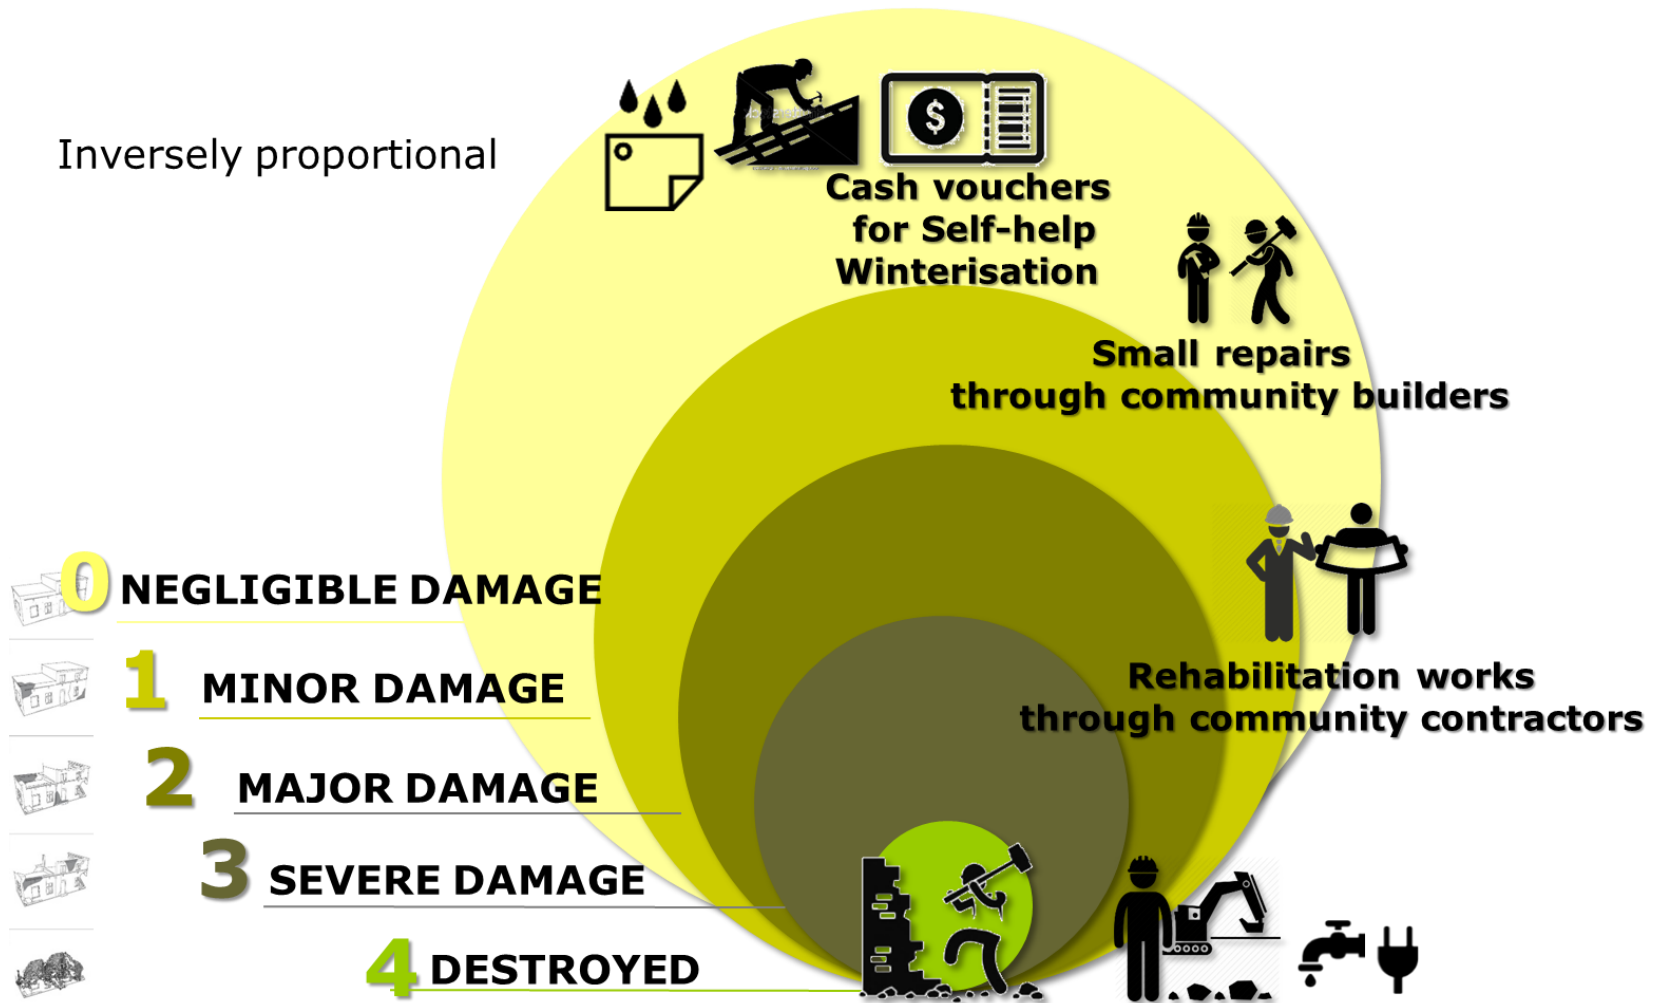 Inversely proportional
$
Cash vouchers
for Self-help
Winterisation
Small repairs
through community builders
Rehabilitation works
through community contractors
0 NEGLIGIBLE DAMAGE
1 MINOR DAMAGE
2 MAJOR DAMAGE
3 SEVERE DAMAGE
4 DESTROYED